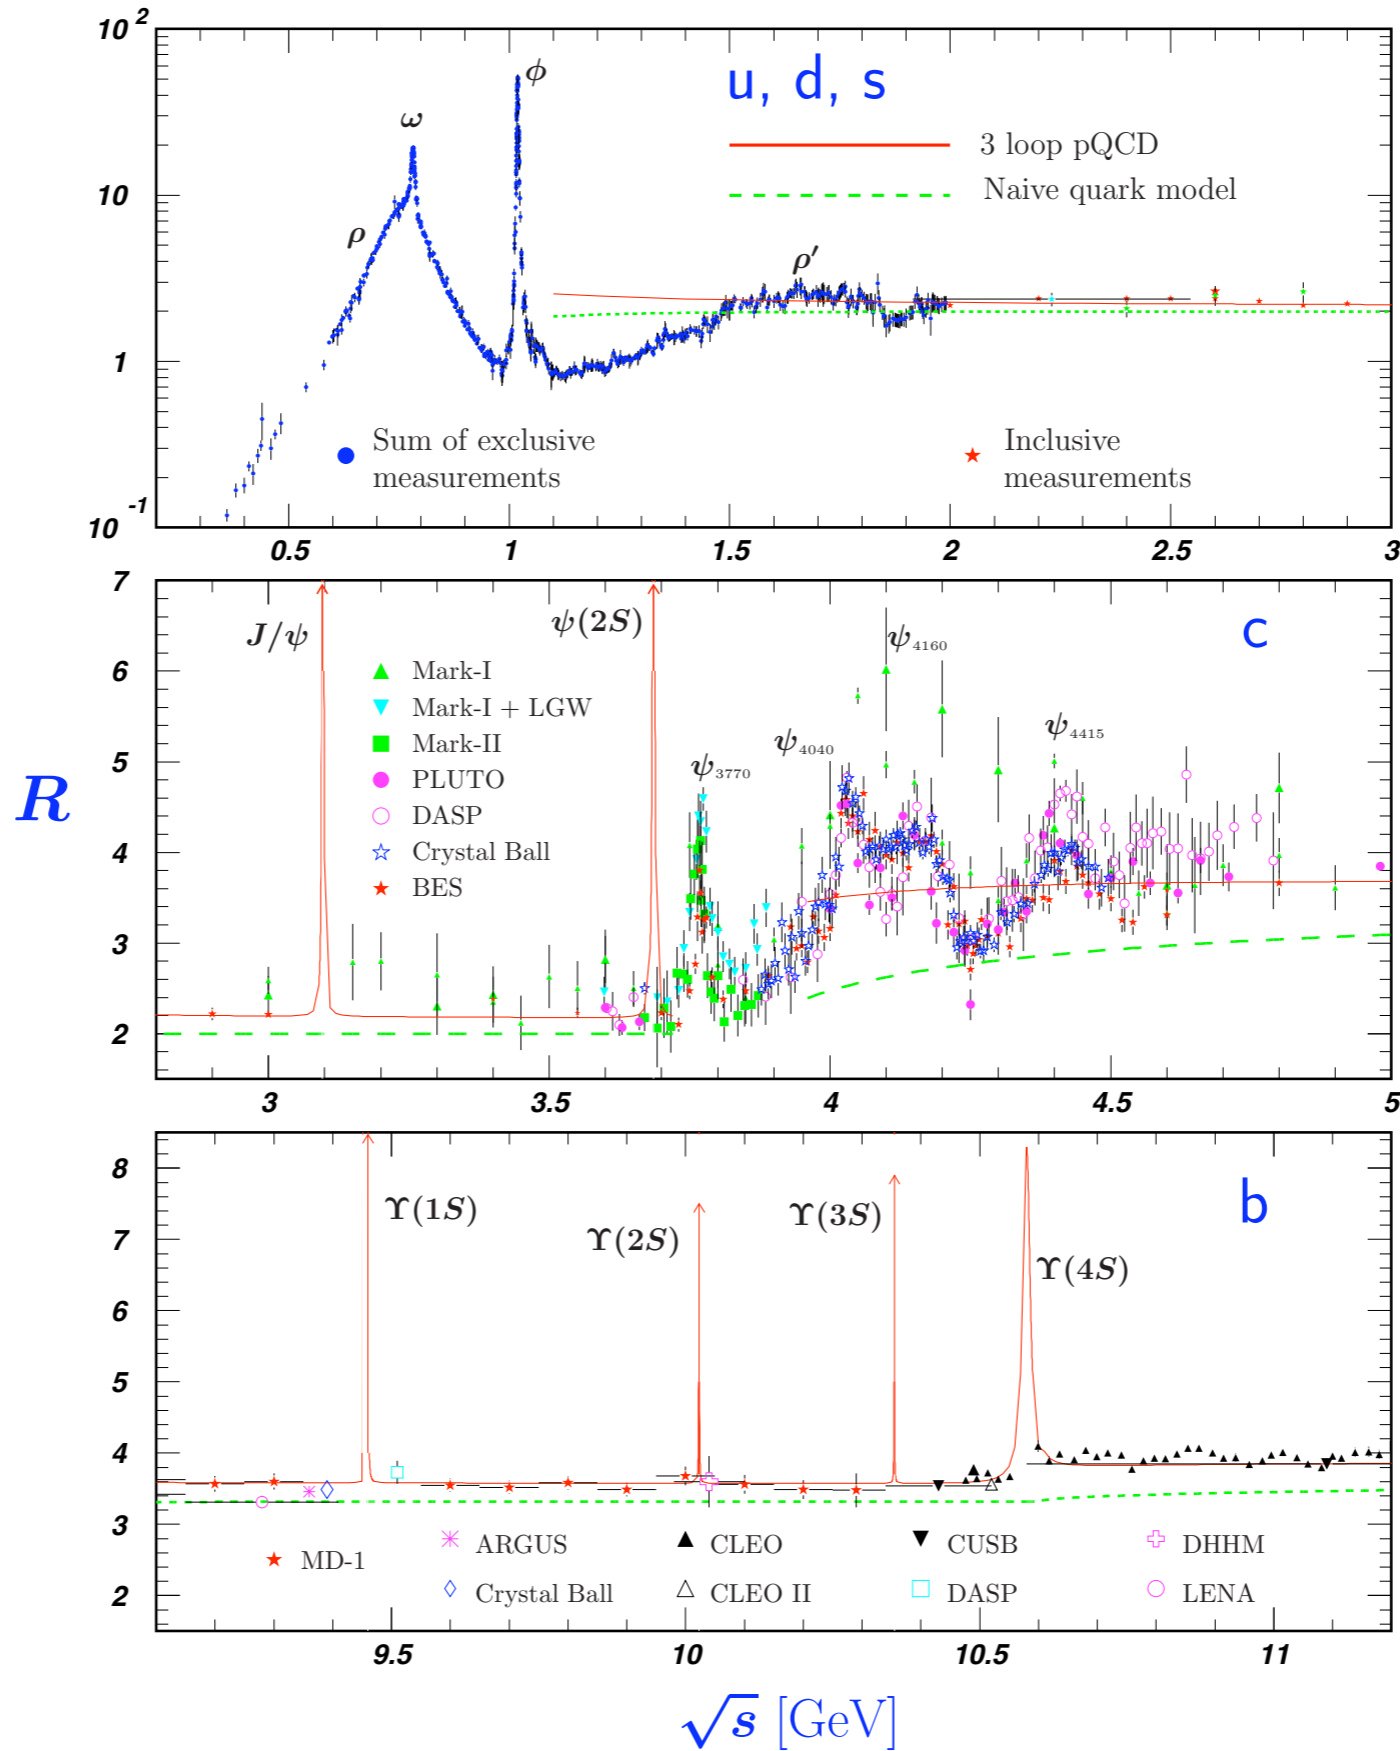 10 2
ϕ
u, d, s
ω
3 loop pQCD
10
Naive quark model
ρ
ρ′
1
Sum of exclusive
measurements
Inclusive
measurements
10 -1
0.5 1 1.5 2 2.5 3
7
J/ψ
ψ(2S)
ψ4160
c
6
Mark-I
Mark-I + LGW
Mark-II
ψ4040
ψ4415
5
ψ3770
PLUTO
R
DASP
4
Crystal Ball
BES
3
2
3 3.5 4 4.5 5
8
ϒ(1S)
ϒ(2S)
ϒ(3S)
b
7
ϒ(4S)
6
5
4
3
MD-1
ARGUS CLEO CUSB DHHM
2
Crystal Ball CLEO II DASP LENA
9.5 10 10.5 11
√s [GeV]